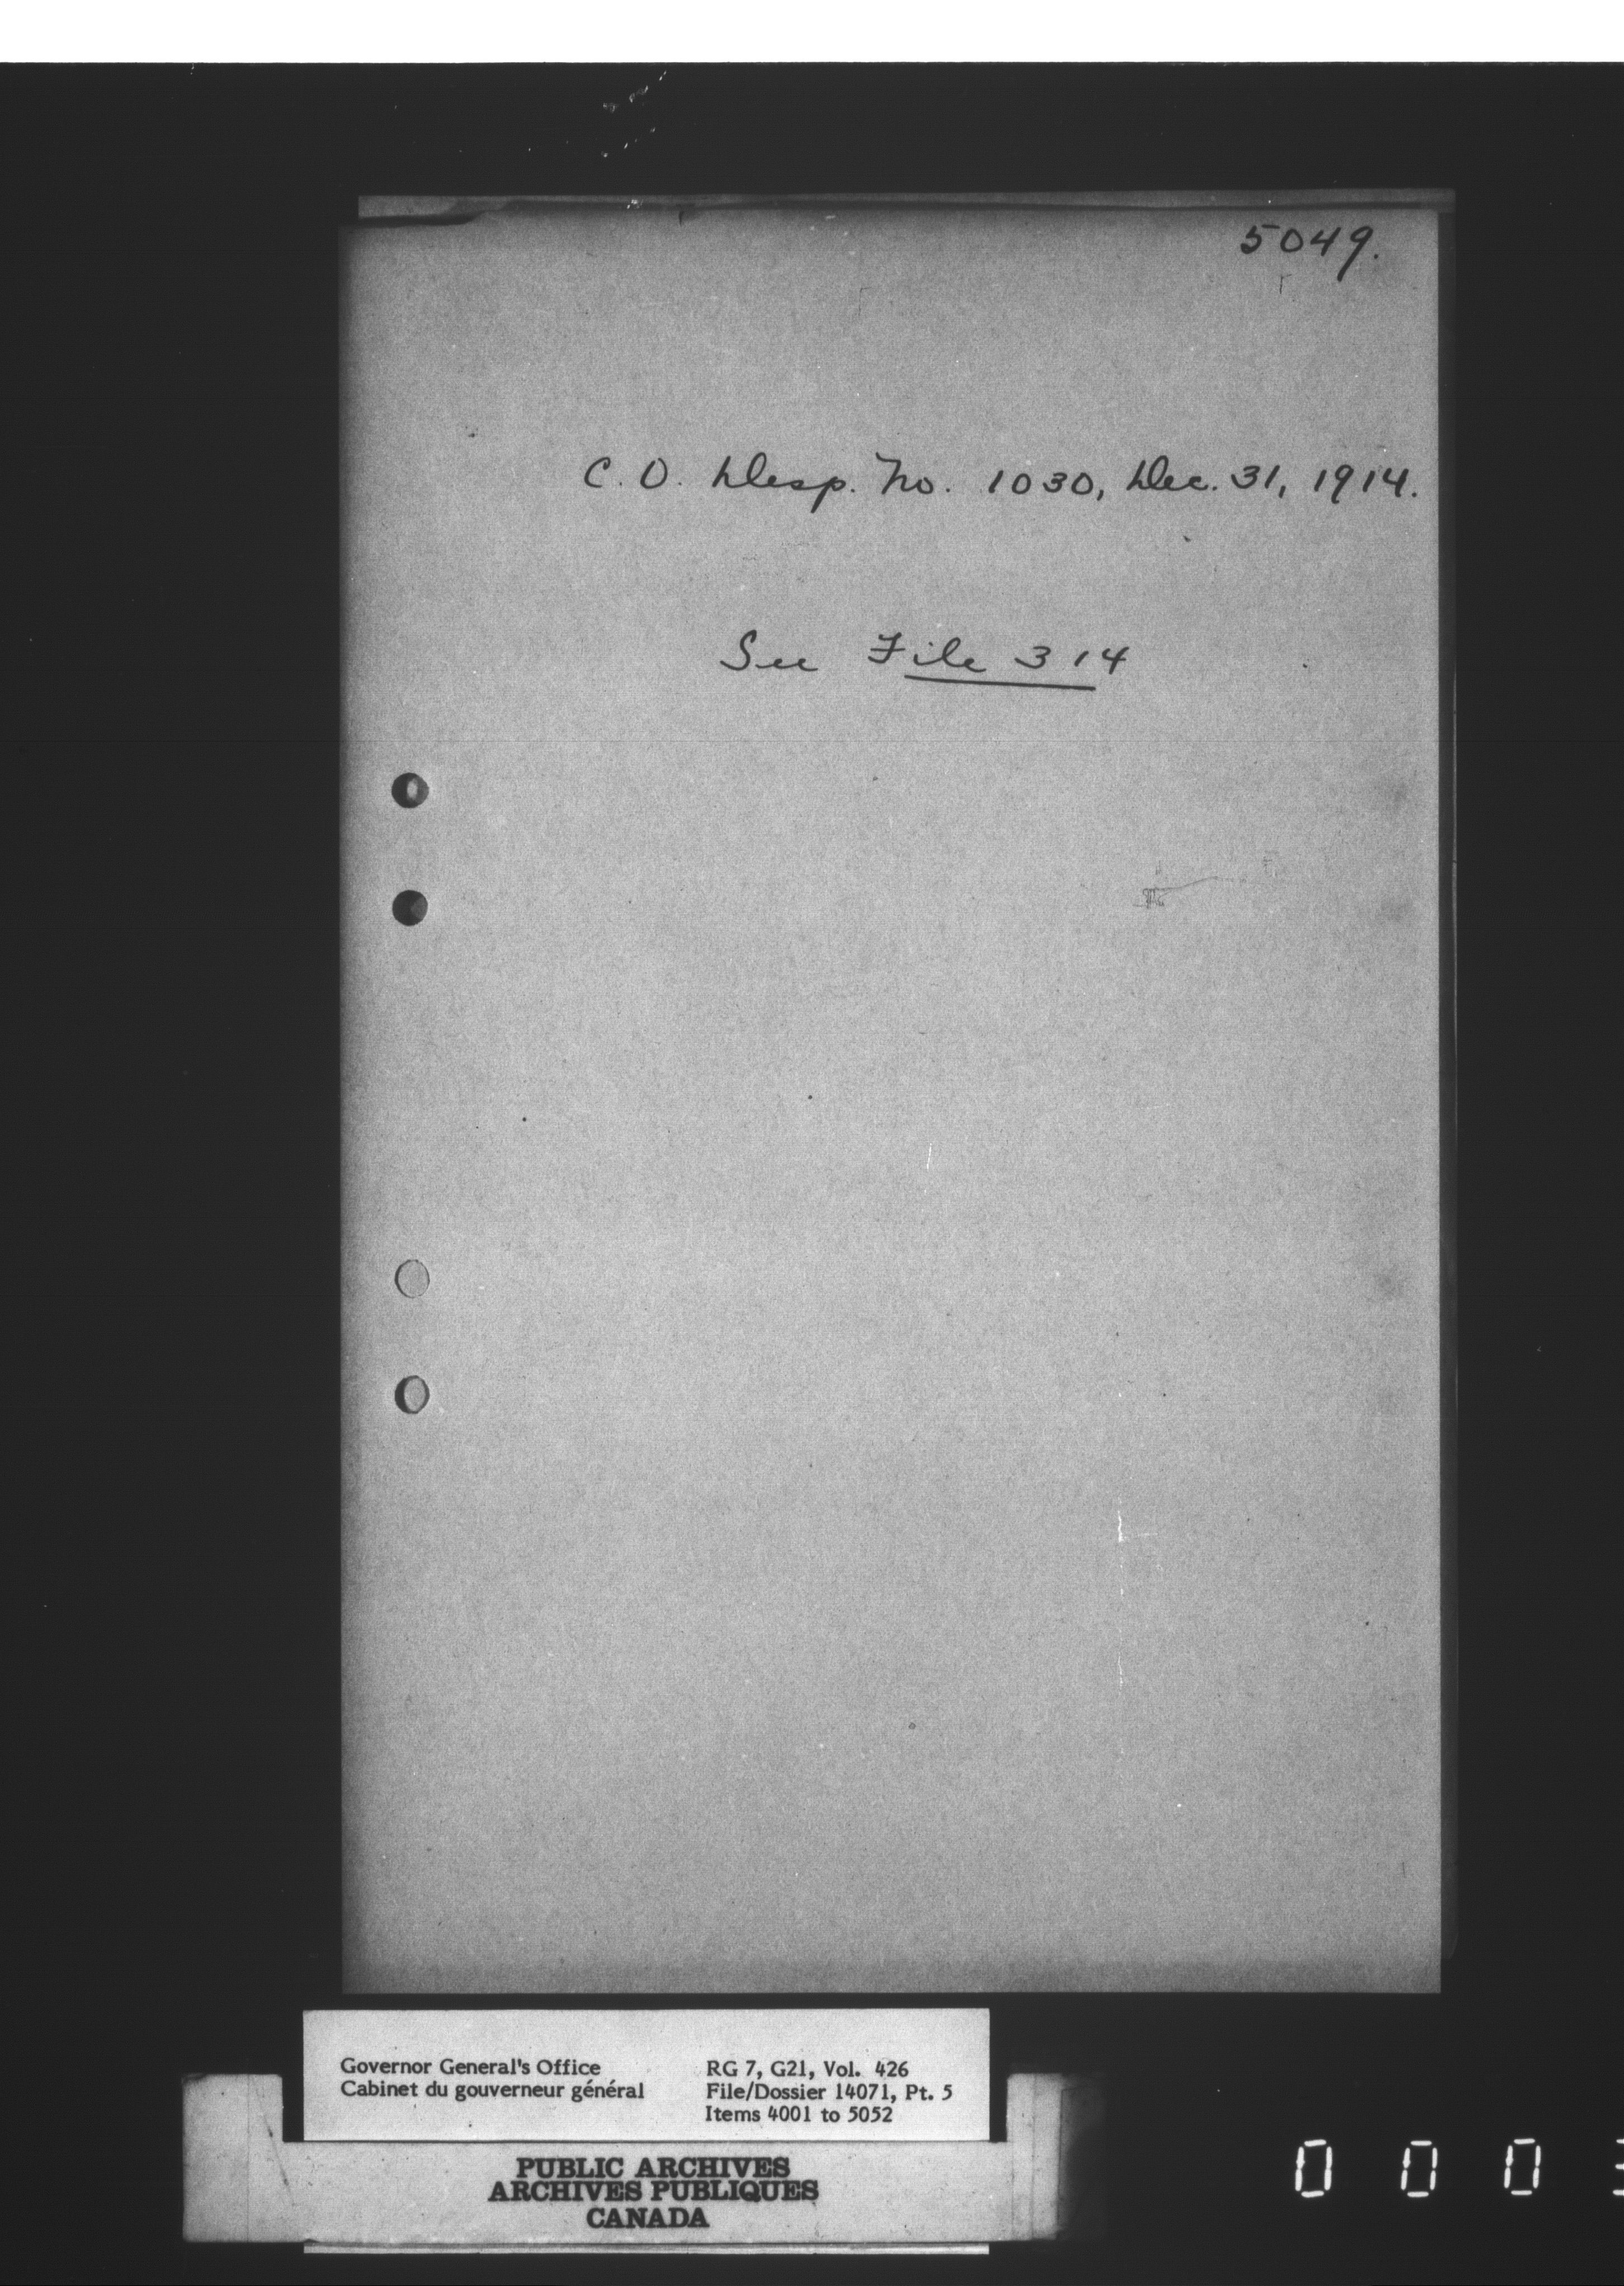 5049.
C. O. Desp. No. 1030, Dec. 31, 1914.
See File 314
Governor General's Office
Cabinet du gouverneur général
RG 7, G21, Vol. 426
File/Dossier 14071, Pt. 5
Items 4001 to 5052
PUBLIC ARCHIVES
ARCHIVES PUBLIQUES
CANADA
0 0 0